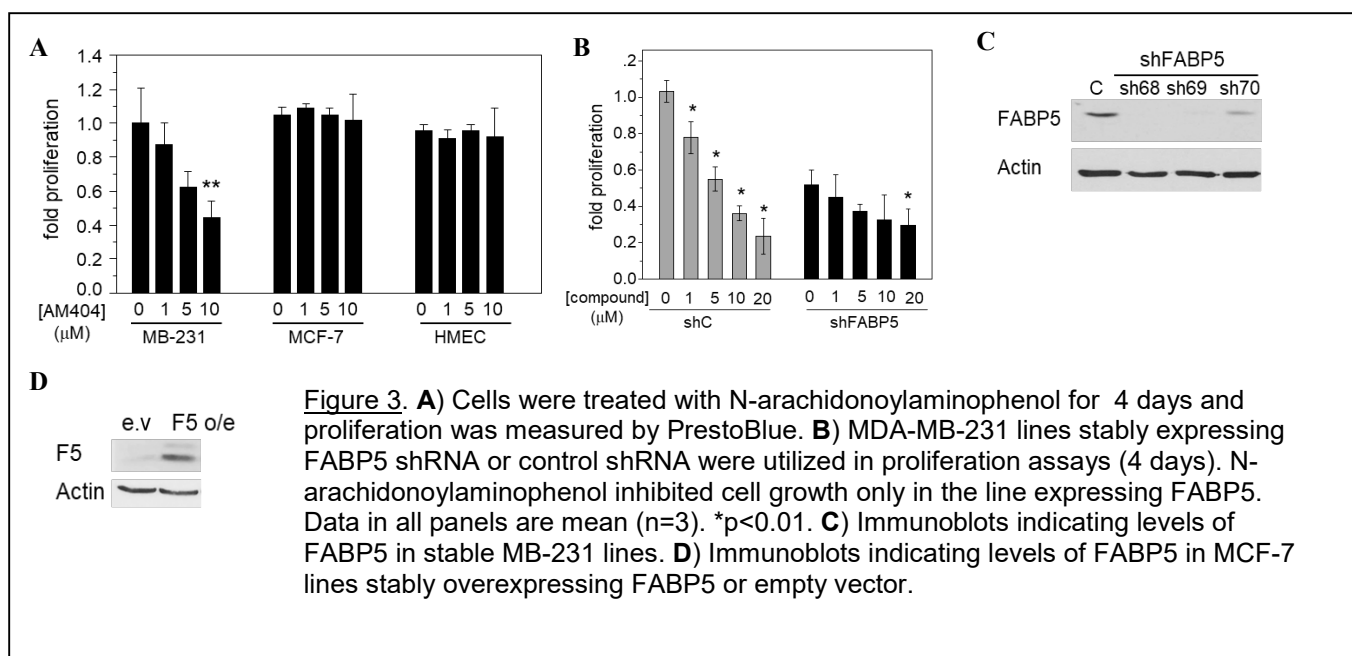 A
1.4
1.2
1.0
0.8
0.6
0.4
0.2
0.0
fold proliferation
**
[AM404]
(μM)
0 1 5 10 0 1 5 10 0 1 5 10
MB-231 MCF-7 HMEC
B
1.0
0.8
0.6
0.4
0.2
0.0
fold proliferation
* * * * *
[compound]
(μM)
0 1 5 10 20 0 1 5 10 20
shC shFABP5
C
shFABP5
C sh68 sh69 sh70
FABP5
Actin
D
e.v F5 o/e
F5
Actin
Figure 3. A) Cells were treated with N-arachidonoylaminophenol for 4 days and
proliferation was measured by PrestoBlue. B) MDA-MB-231 lines stably expressing
FABP5 shRNA or control shRNA were utilized in proliferation assays (4 days). N-
arachidonoylaminophenol inhibited cell growth only in the line expressing FABP5.
Data in all panels are mean (n=3). *p<0.01. C) Immunoblots indicating levels of
FABP5 in stable MB-231 lines. D) Immunoblots indicating levels of FABP5 in MCF-7
lines stably overexpressing FABP5 or empty vector.